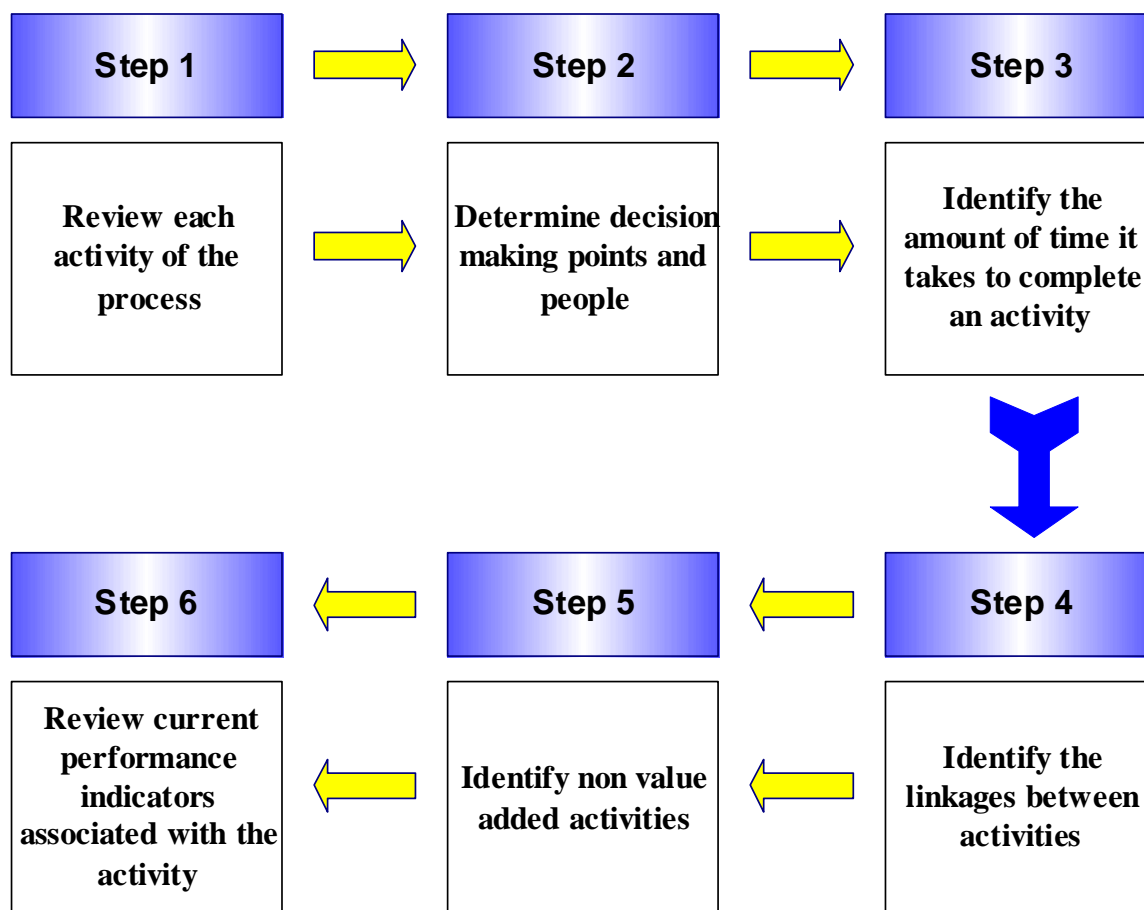 Step 1
Step 2
Step 3
Review each
activity of the
process
Determine decision
making points and
people
Identify the
amount of time it
takes to complete
an activity
Step 6
Step 5
Step 4
Review current
performance
indicators
associated with the
activity
Identify non value
added activities
Identify the
linkages between
activities